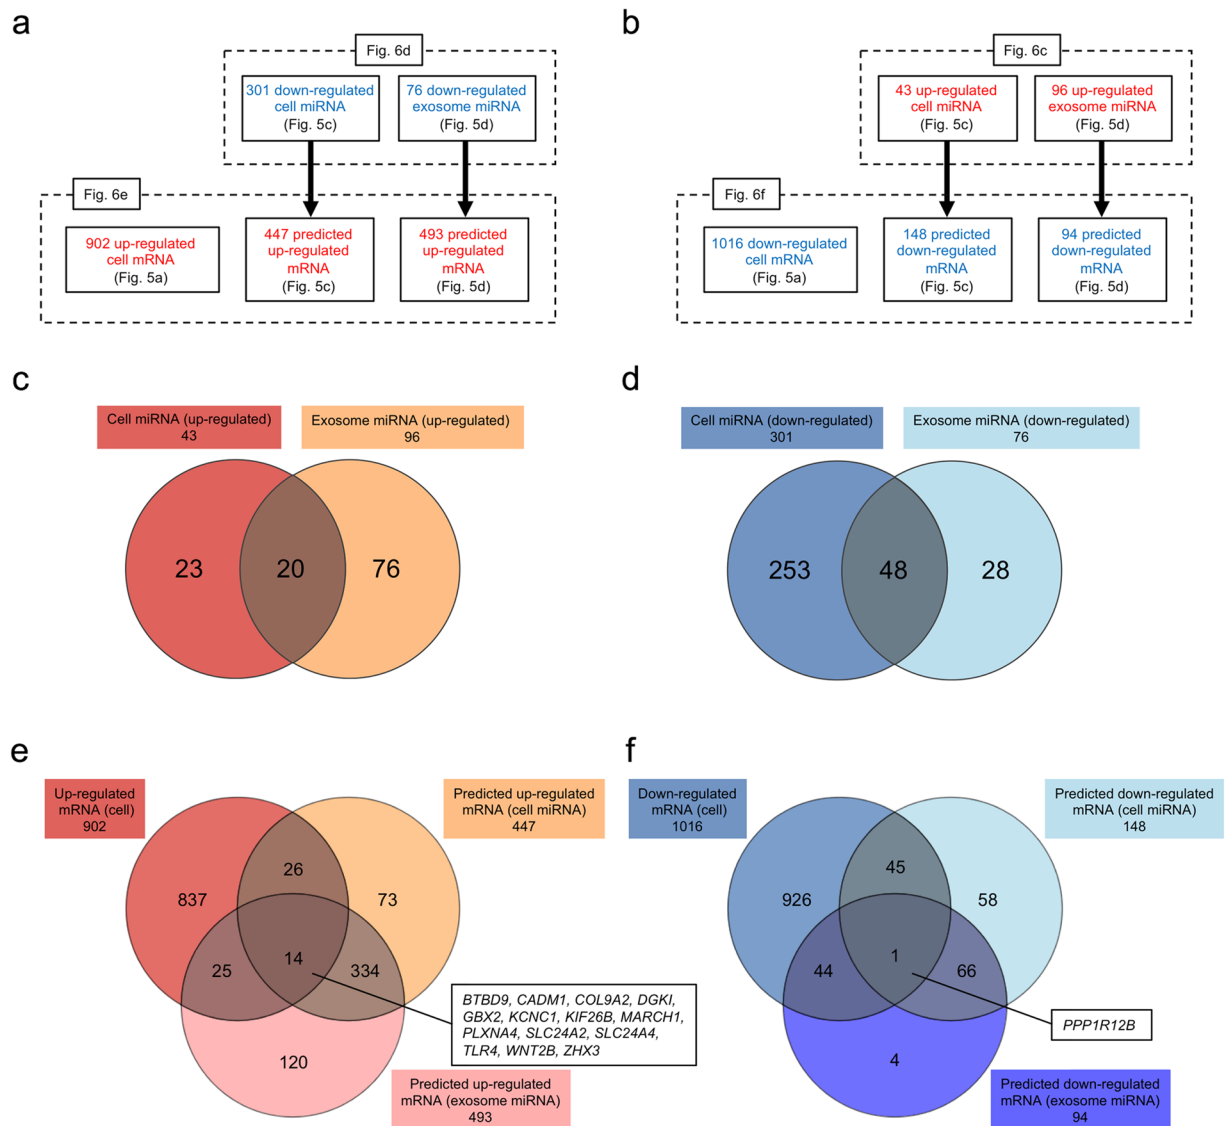 a
Fig. 6d
301 down-regulated
cell miRNA
(Fig. 5c)
76 down-regulated
exosome miRNA
(Fig. 5d)
Fig. 6e
902 up-regulated
cell mRNA
(Fig. 5a)
447 predicted
up-regulated
mRNA
(Fig. 5c)
493 predicted
up-regulated
mRNA
(Fig. 5d)
b
Fig. 6c
43 up-regulated
cell miRNA
(Fig. 5c)
96 up-regulated
exosome miRNA
(Fig. 5d)
Fig. 6f
1016 down-regulated
cell mRNA
(Fig. 5a)
148 predicted
down-regulated
mRNA
(Fig. 5c)
94 predicted
down-regulated
mRNA
(Fig. 5d)
c
Cell miRNA (up-regulated)
43
Exosome miRNA (up-regulated)
96
23
20
76
d
Cell miRNA (down-regulated)
301
Exosome miRNA (down-regulated)
76
253
48
28
e
Up-regulated
mRNA (cell)
902
Predicted up-regulated
mRNA (cell miRNA)
447
26
837
73
14
25
334
BTBD9, CADM1, COL9A2, DGKI,
GBX2, KCNC1, KIF26B, MARCH1,
PLXNA4, SLC24A2, SLC24A4,
TLR4, WNT2B, ZHX3
120
Predicted up-regulated
mRNA (exosome miRNA)
493
f
Down-regulated
mRNA (cell)
1016
Predicted down-regulated
mRNA (cell miRNA)
148
45
926
58
1
44
66
PPP1R12B
4
Predicted down-regulated
mRNA (exosome miRNA)
94